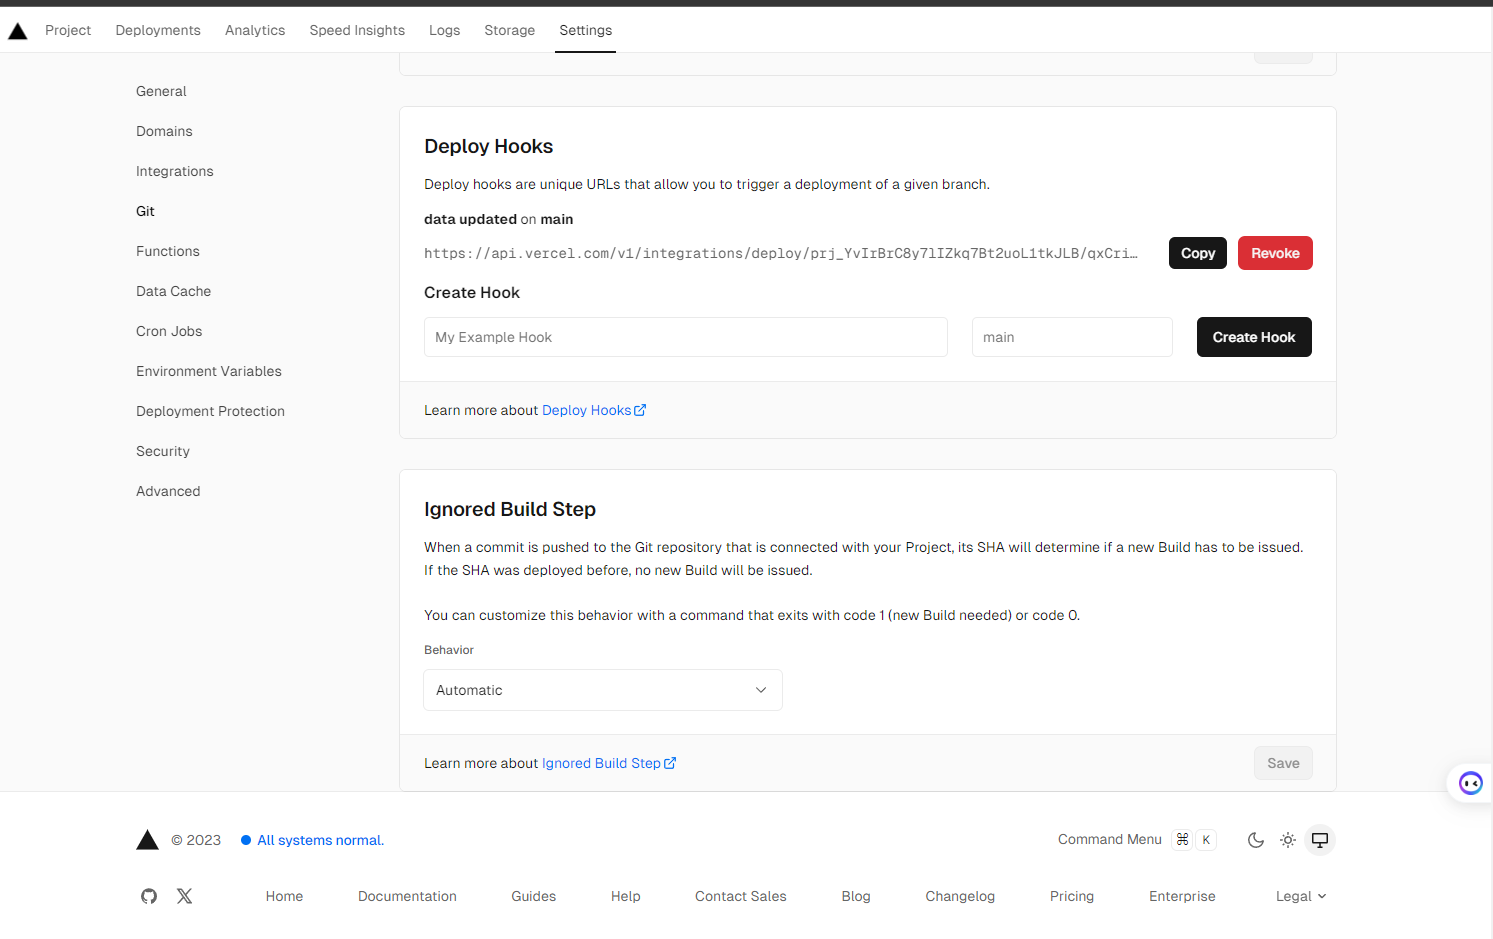 Project Deployments Analytics Speed Insights Logs Storage Settings
General
Domains
Integrations
Git
Functions
Data Cache
Cron Jobs
Environment Variables
Deployment Protection
Security
Advanced
Deploy Hooks
Deploy hooks are unique URLs that allow you to trigger a deployment of a given branch.
data updated on main
https://api.vercel.com/v1/integrations/deploy/prj_YvIrBrC8y7lIZkq7Bt2uoL1tkJLB/qxCri… Copy Revoke
Create Hook
My Example Hook main Create Hook
Learn more about Deploy Hooks
Ignored Build Step
When a commit is pushed to the Git repository that is connected with your Project, its SHA will determine if a new Build has to be issued.
If the SHA was deployed before, no new Build will be issued.
You can customize this behavior with a command that exits with code 1 (new Build needed) or code 0.
Behavior
Automatic
Learn more about Ignored Build Step Save
© 2023 All systems normal. Command Menu ⌘ K
Home Documentation Guides Help Contact Sales Blog Changelog Pricing Enterprise Legal